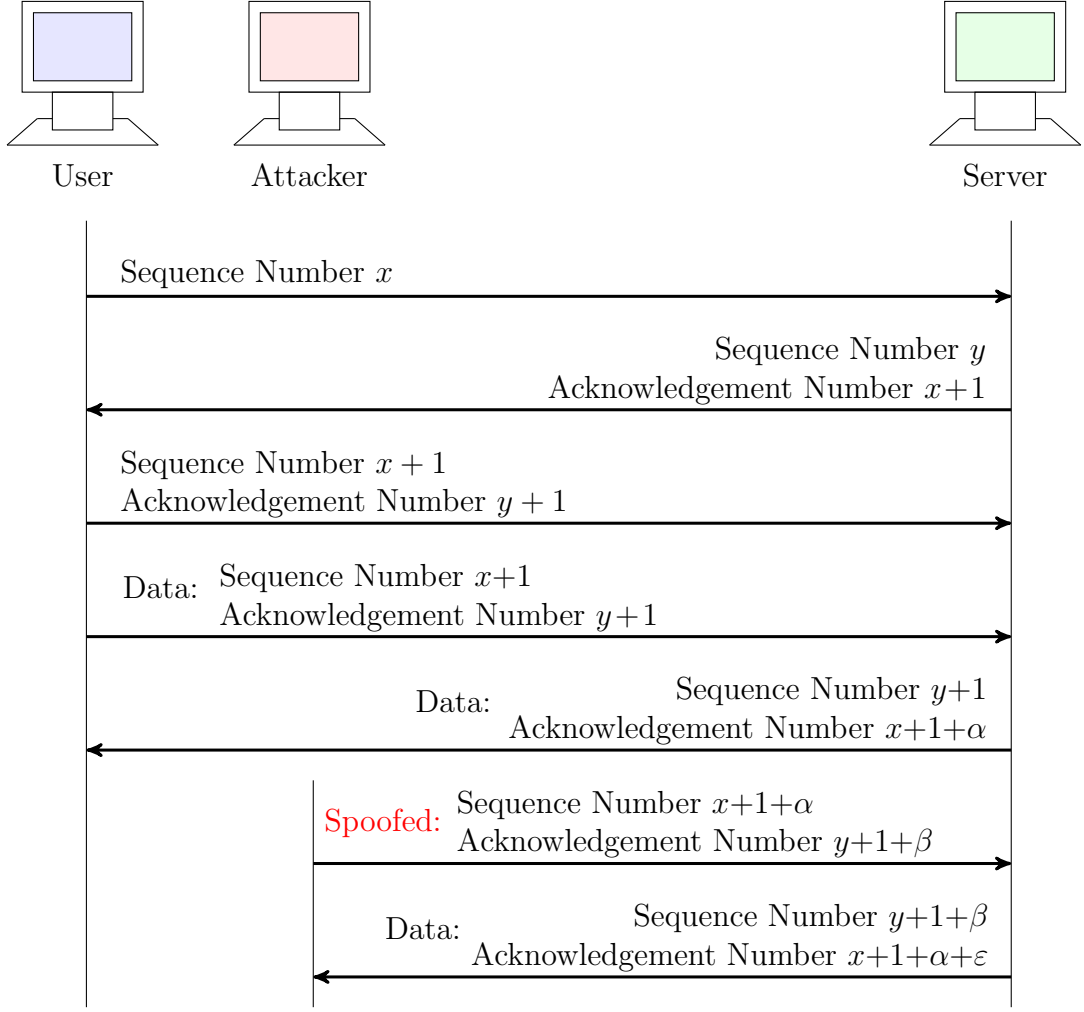 User
Attacker
Server
Sequence Number x
Sequence Number y
Acknowledgement Number x+1
Sequence Number x + 1
Acknowledgement Number y + 1
Data: Sequence Number x+1
Acknowledgement Number y+1
Data: Sequence Number y+1
Acknowledgement Number x+1+α
Spoofed: Sequence Number x+1+α
Acknowledgement Number y+1+β
Data: Sequence Number y+1+β
Acknowledgement Number x+1+α+ε